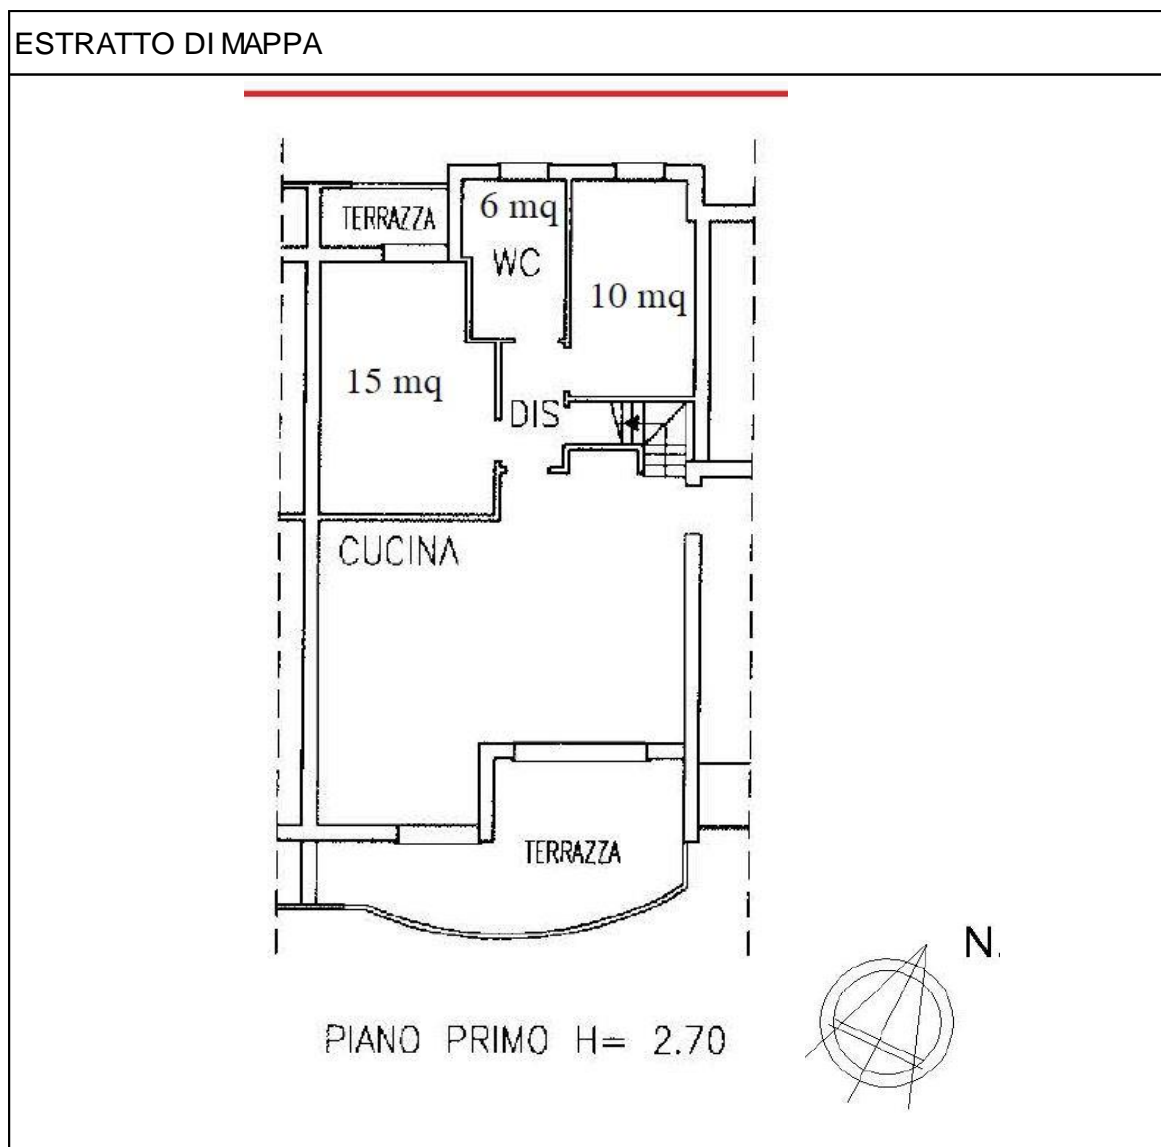 ESTRATTO DI MAPPA
6 mq
TERRAZZA
WC
10 mq
15 mq
DIS
CUCINA
TERRAZZA
N.
PIANO PRIMO H= 2.70